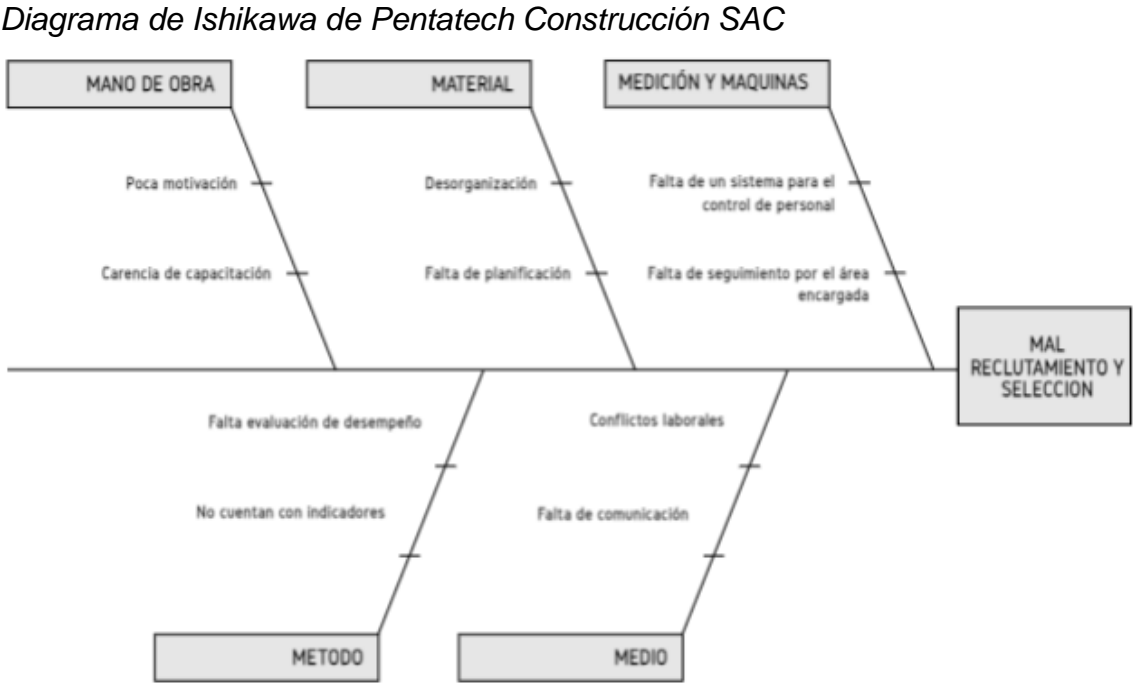 Diagrama de Ishikawa de Pentatech Construcción SAC
MANO DE OBRA
MATERIAL
MEDICIÓN Y MAQUINAS
Poca motivación
Desorganización
Falta de un sistema para el
control de personal
Carencia de capacitación
Falta de planificación
Falta de seguimiento por el área
encargada
MAL
RECLUTAMIENTO Y
SELECCION
Falta evaluación de desempeño
Conflictos laborales
No cuentan con indicadores
Falta de comunicación
METODO
MEDIO